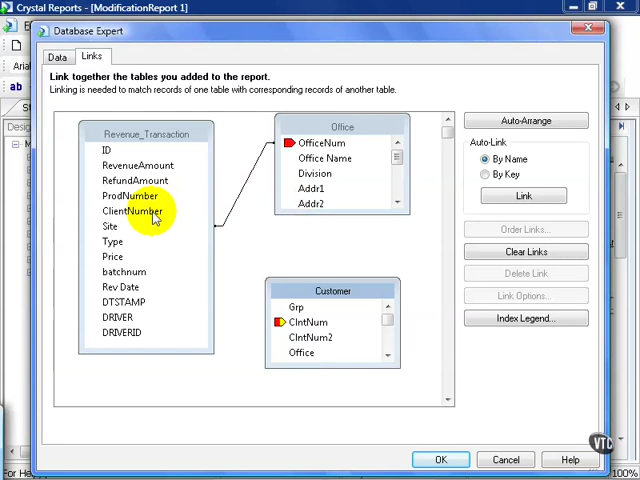 Crystal Reports - [ModificationReport 1]
Database Expert
Data
Links
Link together the tables you added to the report.
Linking is needed to match records of one table with corresponding records of another table.
Revenue_Transaction
ID
RevenueAmount
RefundAmount
ProdNumber
ClientNumber
Site
Type
Price
batchnum
Rev Date
DTSTAMP
DRIVER
DRIVERID
Office
OfficeNum
Office Name
Division
Addr1
Addr2
Customer
Grp
ClntNum
ClntNum2
Office
Auto-Arrange
Auto-Link
By Name
By Key
Link
Order Links...
Clear Links
Delete Link
Link Options...
Index Legend...
OK
Cancel
Help
Arial
ab
VTC
For He
100%